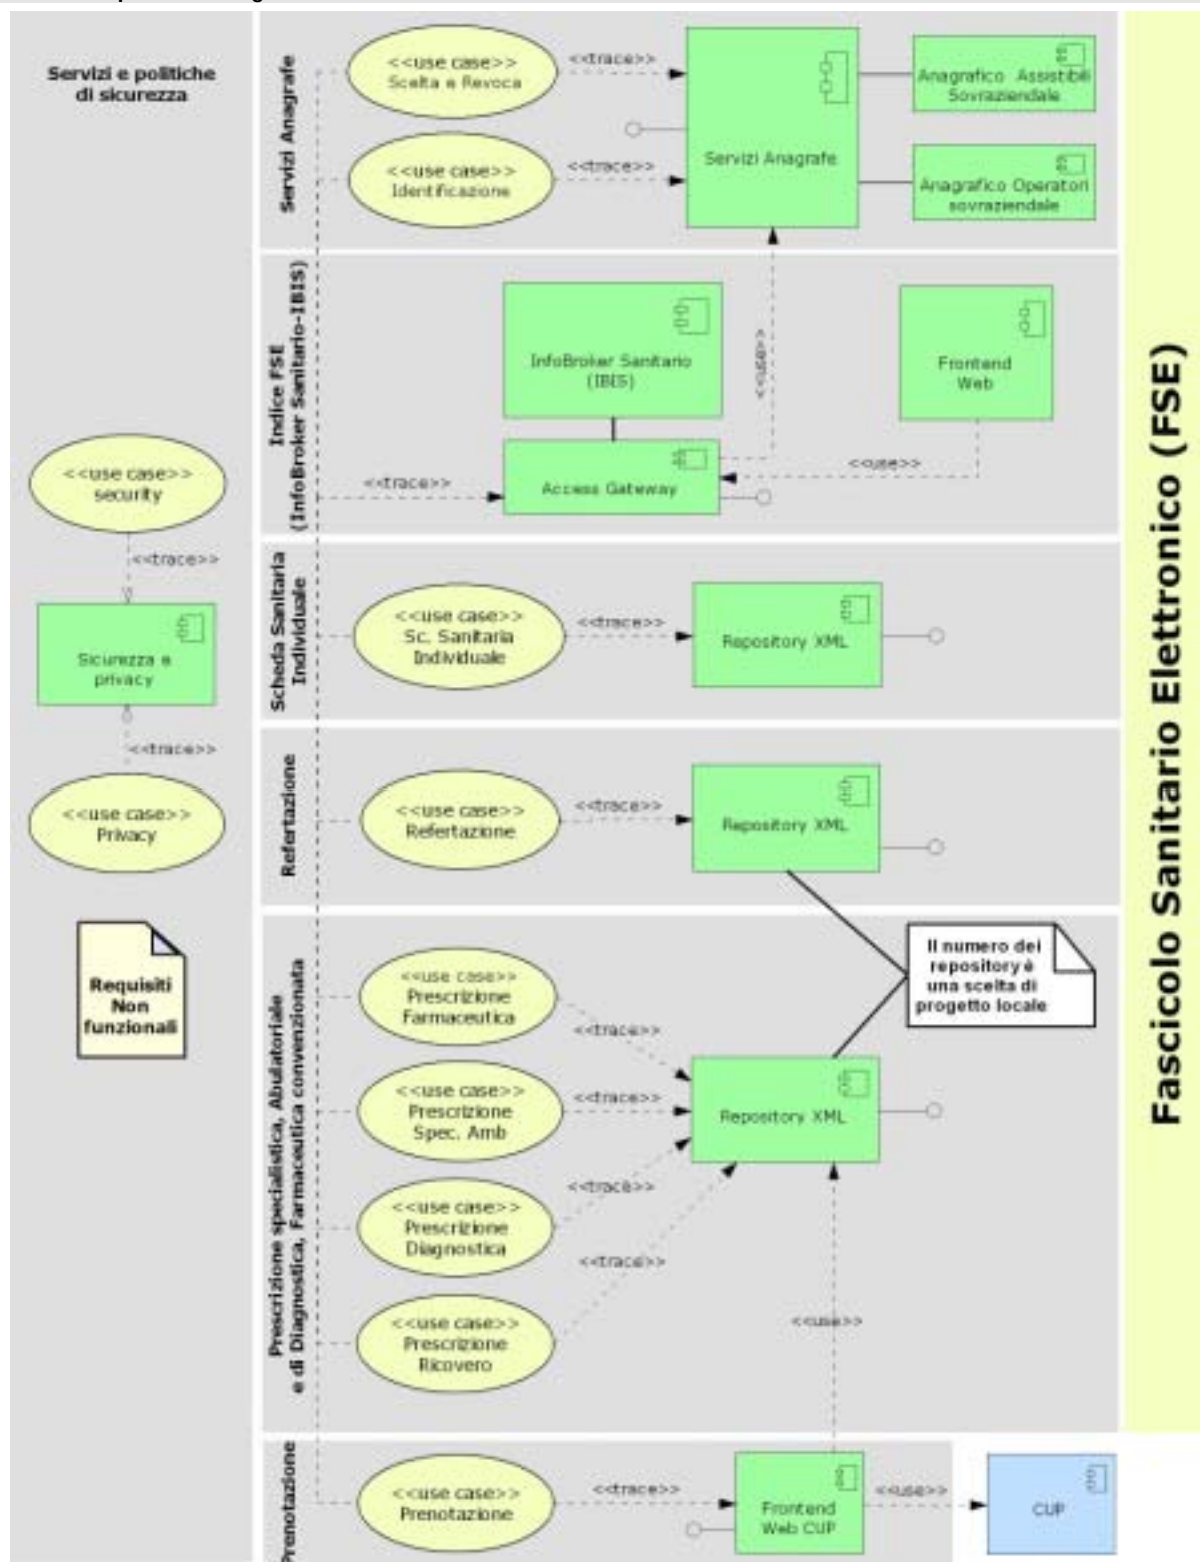 Servizi e politiche
di sicurezza
Servizi Anagrafe
<<use case>>
Scelta e Revoca
<<trace>>
<<use case>>
Identificazione
<<trace>>
Servizi Anagrafe
Anagrafico Assistibili
Sovraziendale
Anagrafico Operatori
sovraziendale
Indice FSE
(InfoBroker Sanitario-IBIS)
InfoBroker Sanitario
(IBIS)
<<use>>
Frontend
Web
<<trace>>
Access Gateway
<<use>>
<<use case>>
security
<<trace>>
Sicurezza e
privacy
<<trace>>
<<use case>>
Privacy
Requisiti
Non
funzionali
Scheda Sanitaria
Individuale
<<use case>>
Sc. Sanitaria
Individuale
<<trace>>
Repository XML
Refertazione
<<use case>>
Refertazione
<<trace>>
Repository XML
Il numero dei
repository è
una scelta di
progetto locale
Prescrizione specialistica, Abulatoriale
e di Diagnostica, Farmaceutica convenzionata
<<use case>>
Prescrizione
Farmaceutica
<<trace>>
<<use case>>
Prescrizione
Spec. Amb
<<trace>>
Repository XML
<<use case>>
Prescrizione
Diagnostica
<<trace>>
<<use case>>
Prescrizione
Ricovero
<<trace>>
<<use>>
Prenotazione
<<use case>>
Prenotazione
<<trace>>
Frontend
Web CUP
<<use>>
CUP
Fascicolo Sanitario Elettronico (FSE)